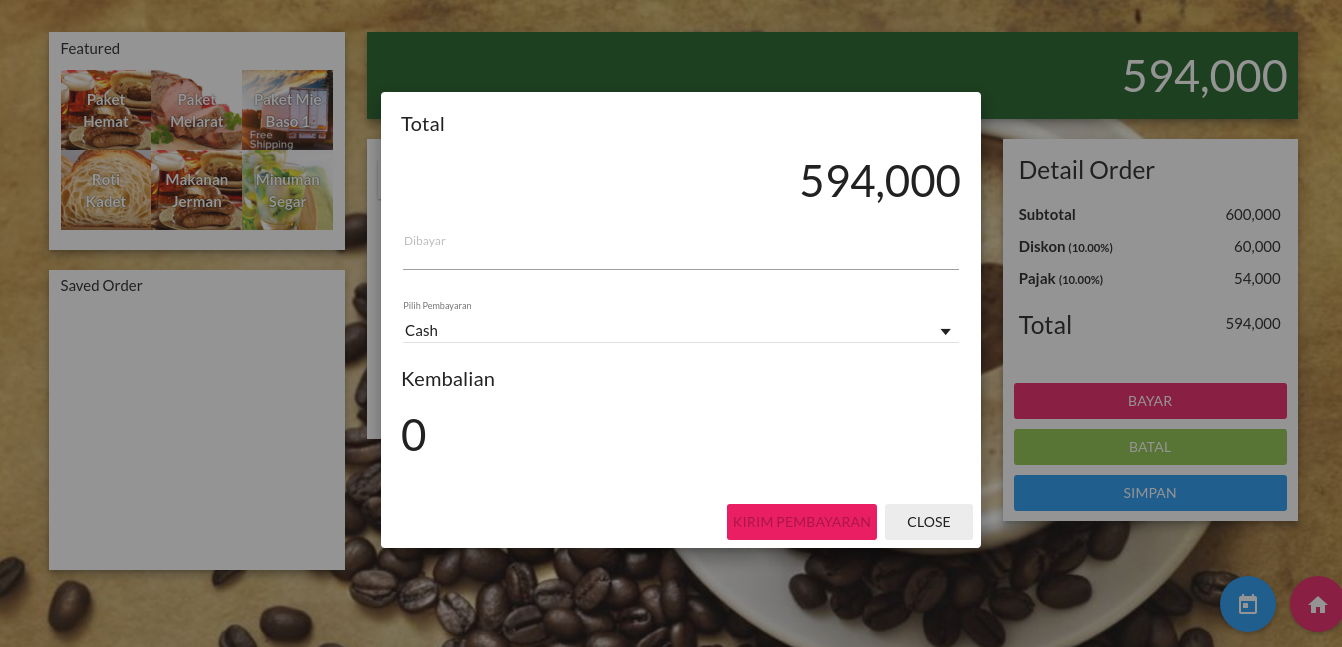 Featured
Paket
Hemat
Paket
Melarat
Paket Mie
Baso 1
Free
Shipping
Roti
Kadet
Makanan
Jerman
Minuman
Segar
Saved Order
594,000
Total
594,000
Dibayar
Pilih Pembayaran
Cash
Kembalian
0
KIRIM PEMBAYARAN
CLOSE
Detail Order
Subtotal 600,000
Diskon (10.00%) 60,000
Pajak (10.00%) 54,000
Total 594,000
BAYAR
BATAL
SIMPAN